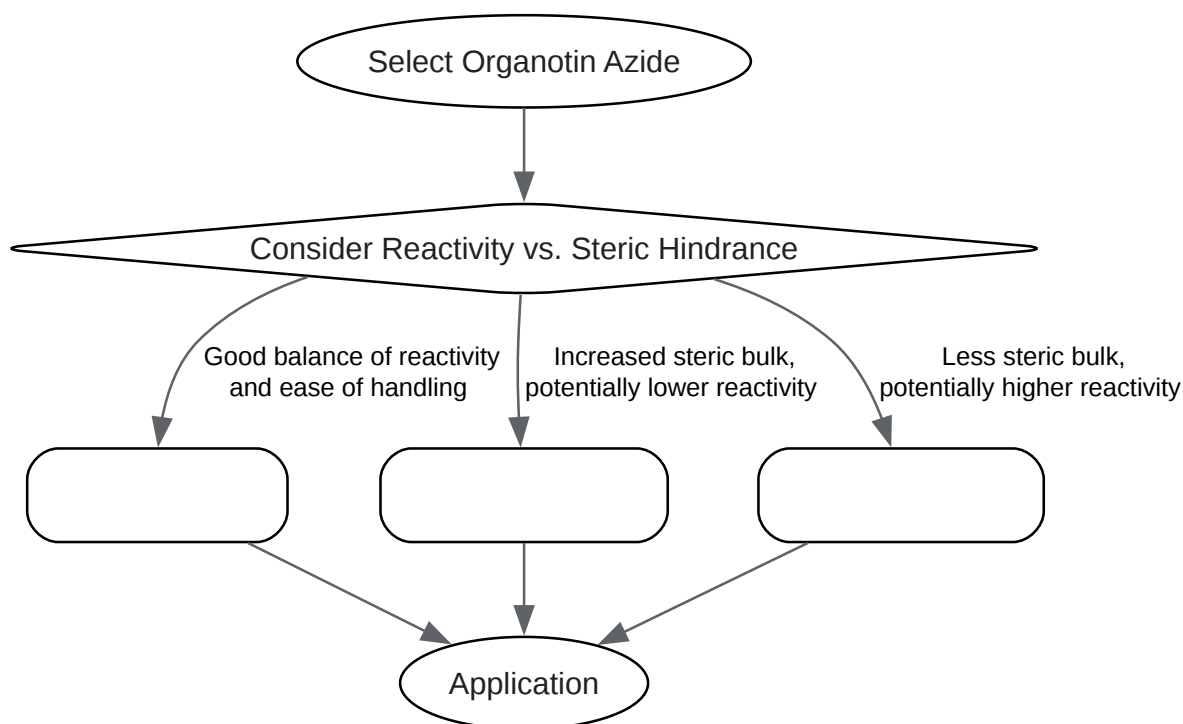 Select Organotin Azide
Consider Reactivity vs. Steric Hindrance
Good balance of reactivity
and ease of handling
Increased steric bulk,
potentially lower reactivity
Less steric bulk,
potentially higher reactivity
Application